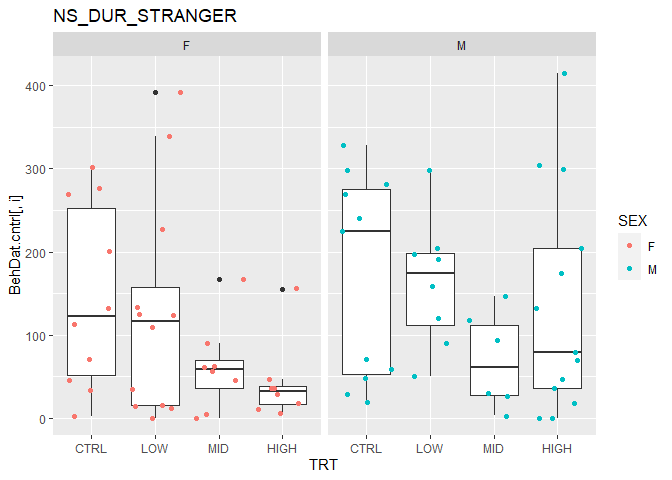 NS_DUR_STRANGER
F
M
400
300
200
100
0
BehDat.cntrl[, i]
CTRL
LOW
MID
HIGH
CTRL
LOW
MID
HIGH
TRT
SEX
F
M